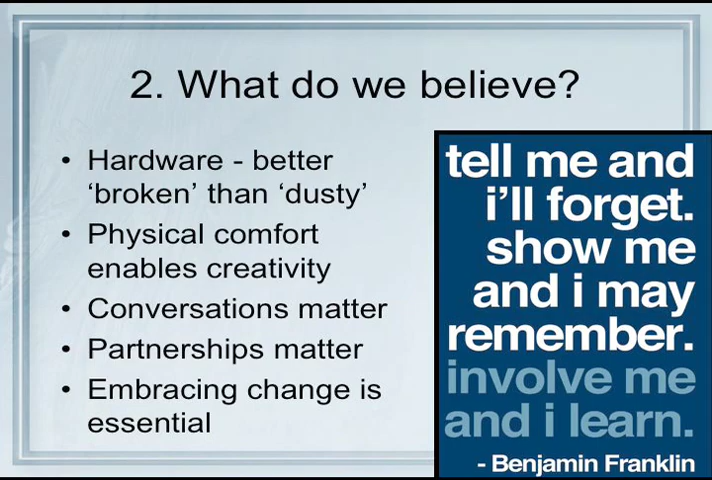 2. What do we believe?
• Hardware - better
‘broken’ than ‘dusty’
• Physical comfort
enables creativity
• Conversations matter
• Partnerships matter
• Embracing change is
essential
tell me and
i’ll forget.
show me
and i may
remember.
involve me
and i learn.
- Benjamin Franklin